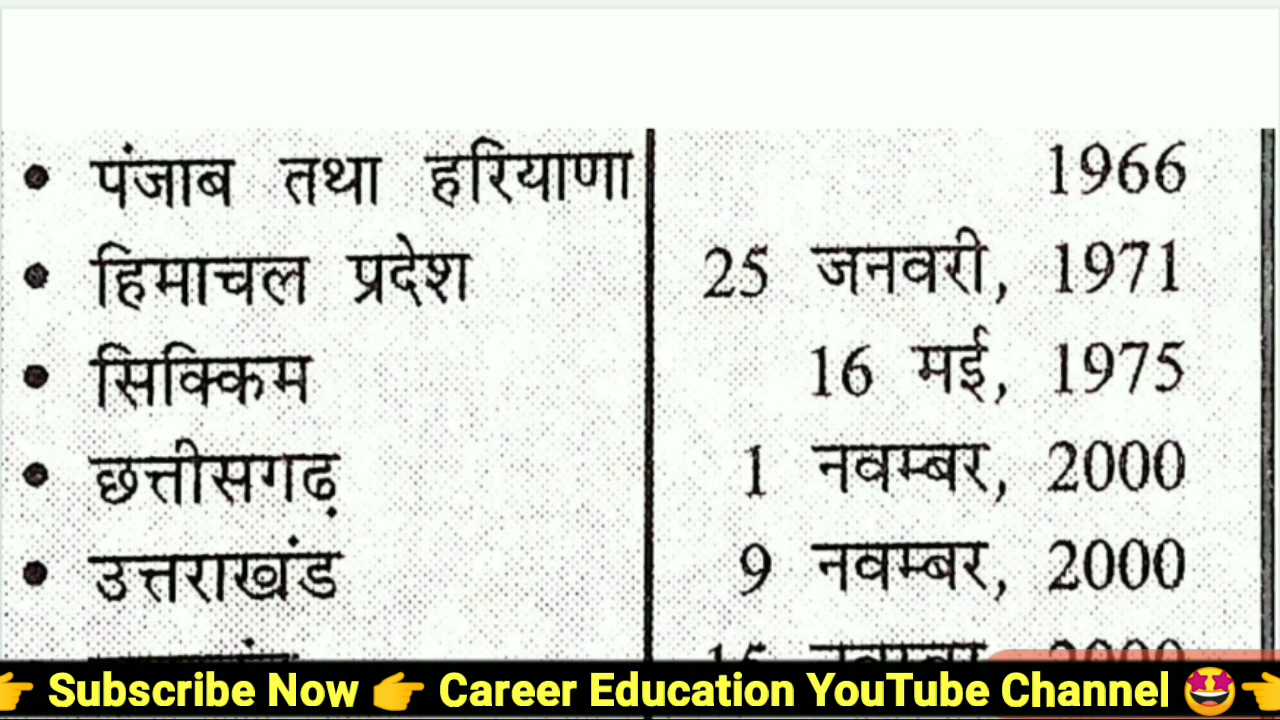 • पंजाब तथा हरियाणा 1966
• हिमाचल प्रदेश 25 जनवरी, 1971
• सिक्किम 16 मई, 1975
• छत्तीसगढ़ 1 नवम्बर, 2000
• उत्तराखंड 9 नवम्बर, 2000
👉 Subscribe Now 👉 Career Education YouTube Channel 🤩 👈